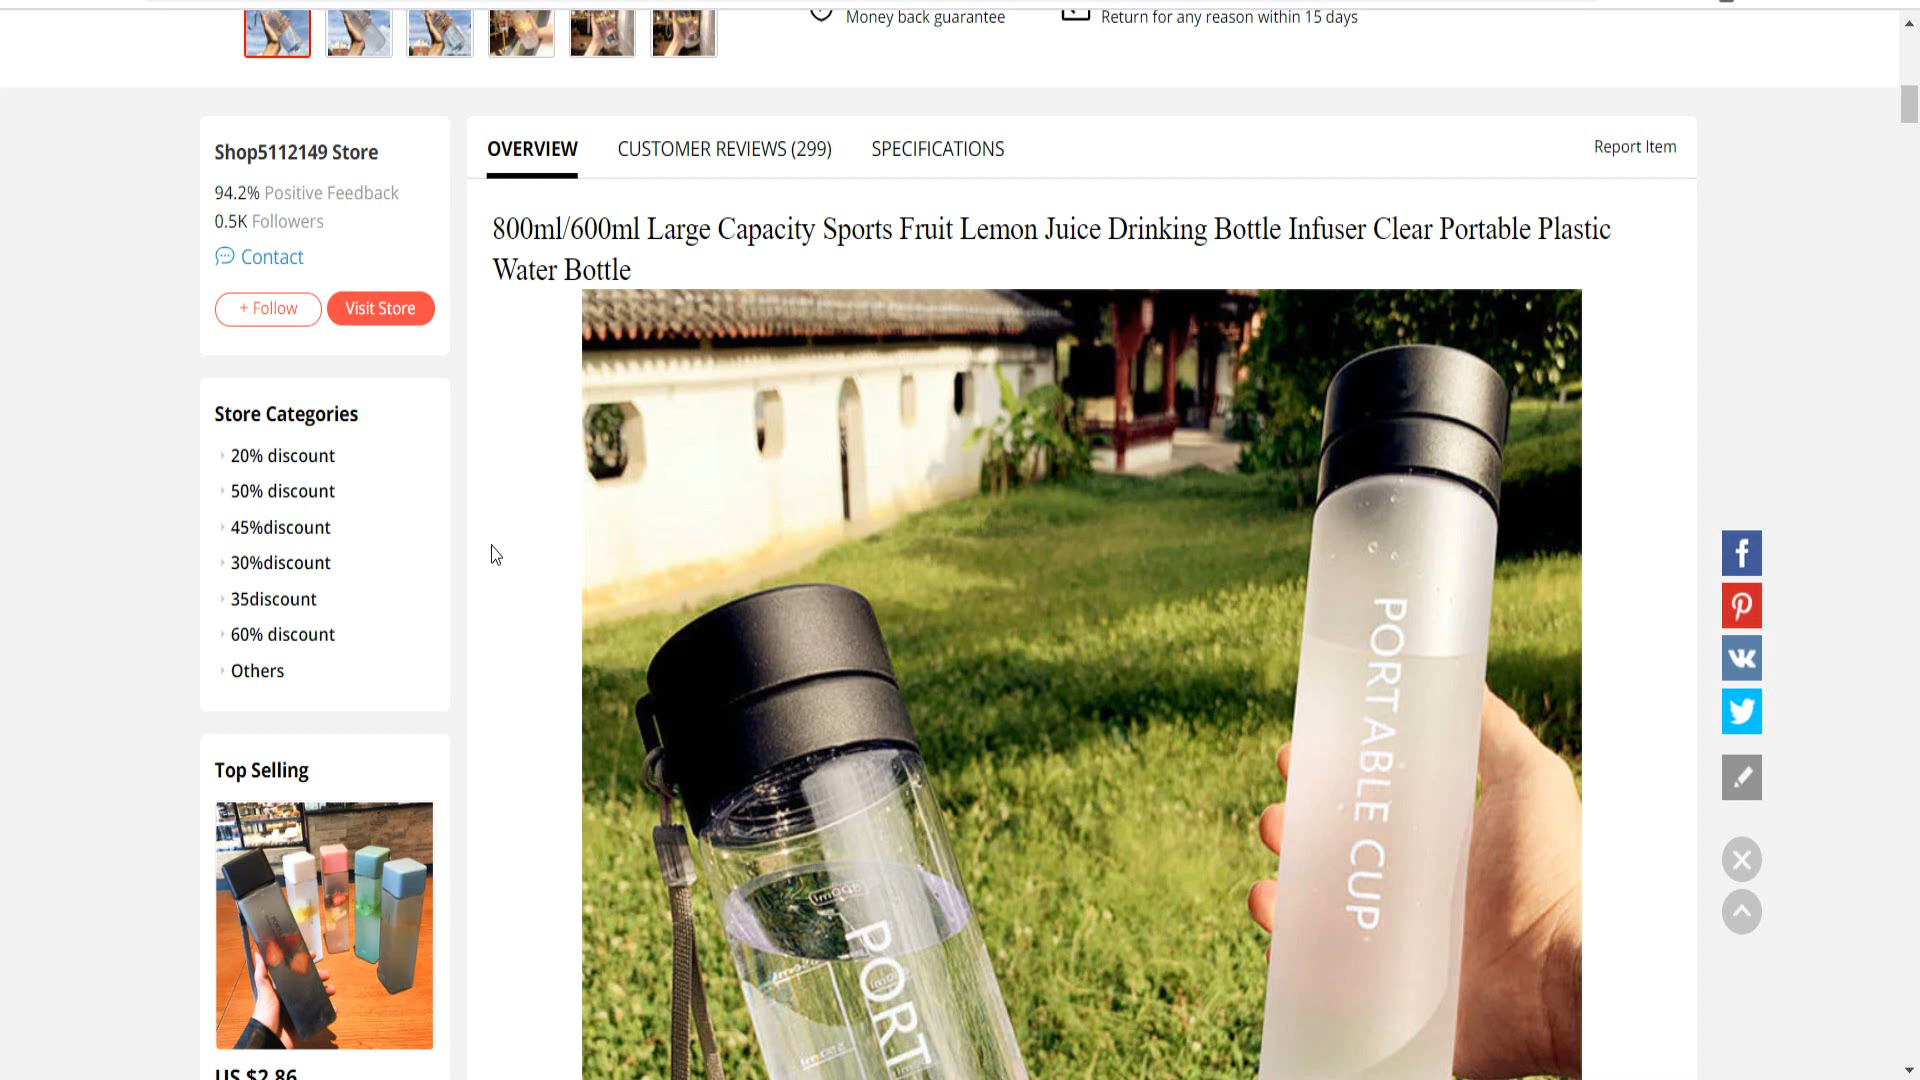 Money back guarantee
Return for any reason within 15 days
Shop5112149 Store
94.2% Positive Feedback
0.5K Followers
Contact
+ Follow
Visit Store
Store Categories
20% discount
50% discount
45%discount
30%discount
35discount
60% discount
Others
Top Selling
US $2.86
OVERVIEW
CUSTOMER REVIEWS (299)
SPECIFICATIONS
Report Item
800ml/600ml Large Capacity Sports Fruit Lemon Juice Drinking Bottle Infuser Clear Portable Plastic
Water Bottle
PORT
PORTABLE CUP